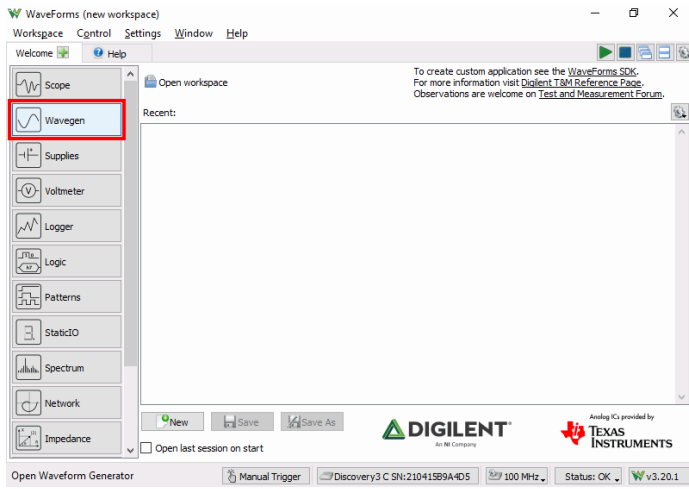 WaveForms (new workspace)
Workspace Control Settings Window Help
Welcome Help
To create custom application see the WaveForms SDK.
For more information visit Digilent T&M Reference Page.
Observations are welcome on Test and Measurement Forum.
Open workspace
Recent:
Scope
Wavegen
Supplies
Voltmeter
Logger
Logic
Patterns
StaticIO
Spectrum
Network
Impedance
New Save Save As
Open last session on start
DIGILENT
An NI Company
Analog ICs provided by
TEXAS
INSTRUMENTS
Open Waveform Generator Manual Trigger Discovery3 C SN:210415B9A4D5 100 MHz Status: OK v3.20.1